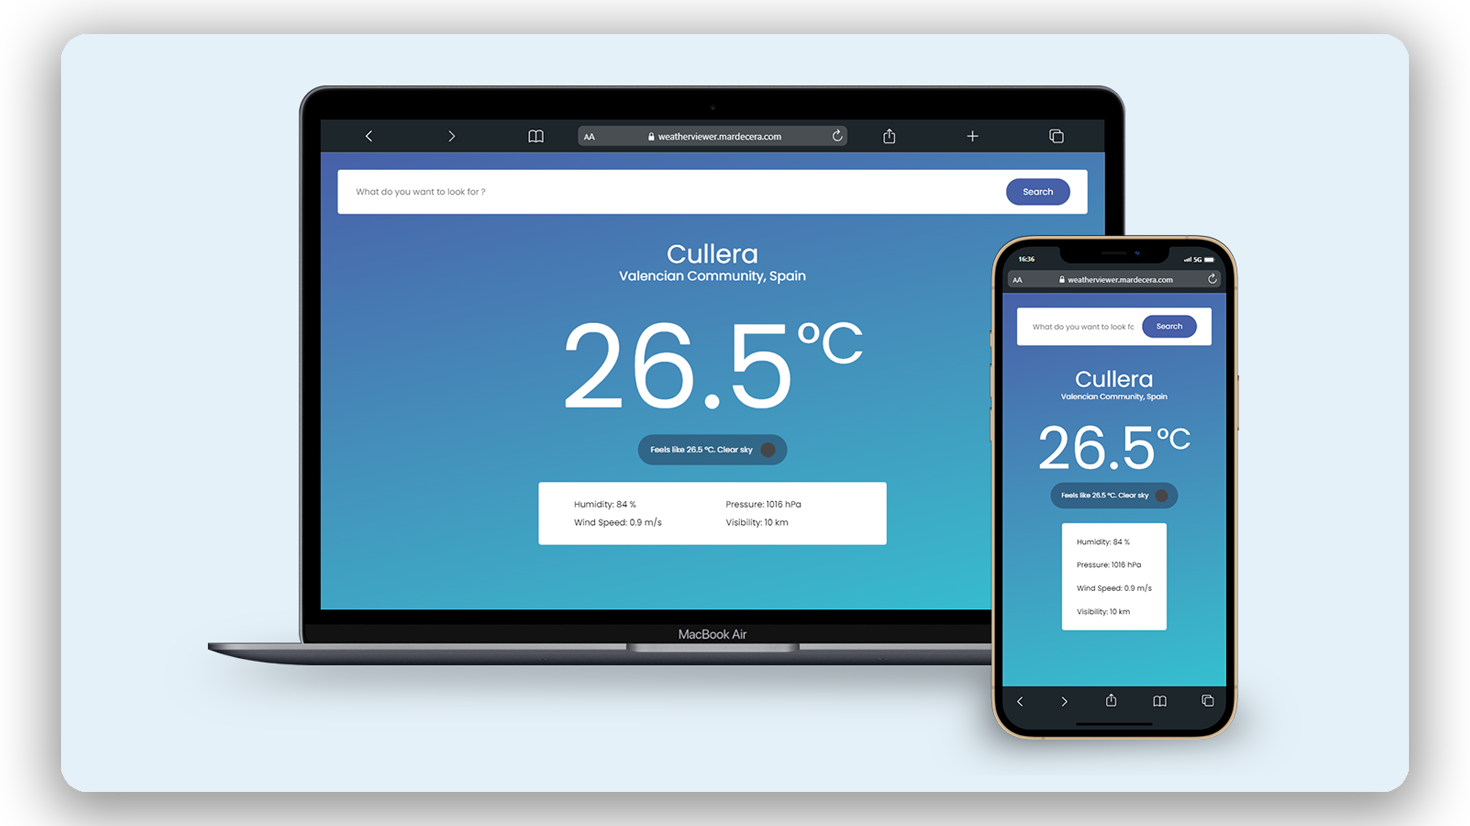 AA weatherviewer.mardecera.com
What do you want to look for ? Search
Cullera
Valencian Community, Spain
26.5°C
Feels like 26.5 °C. Clear sky
Humidity: 84 % Pressure: 1016 hPa
Wind Speed: 0.9 m/s Visibility: 10 km
MacBook Air
16:36 5G
AA weatherviewer.mardecera.com
What do you want to look fo Search
Cullera
Valencian Community, Spain
26.5°C
Feels like 26.5 °C. Clear sky
Humidity: 84 %
Pressure: 1016 hPa
Wind Speed: 0.9 m/s
Visibility: 10 km